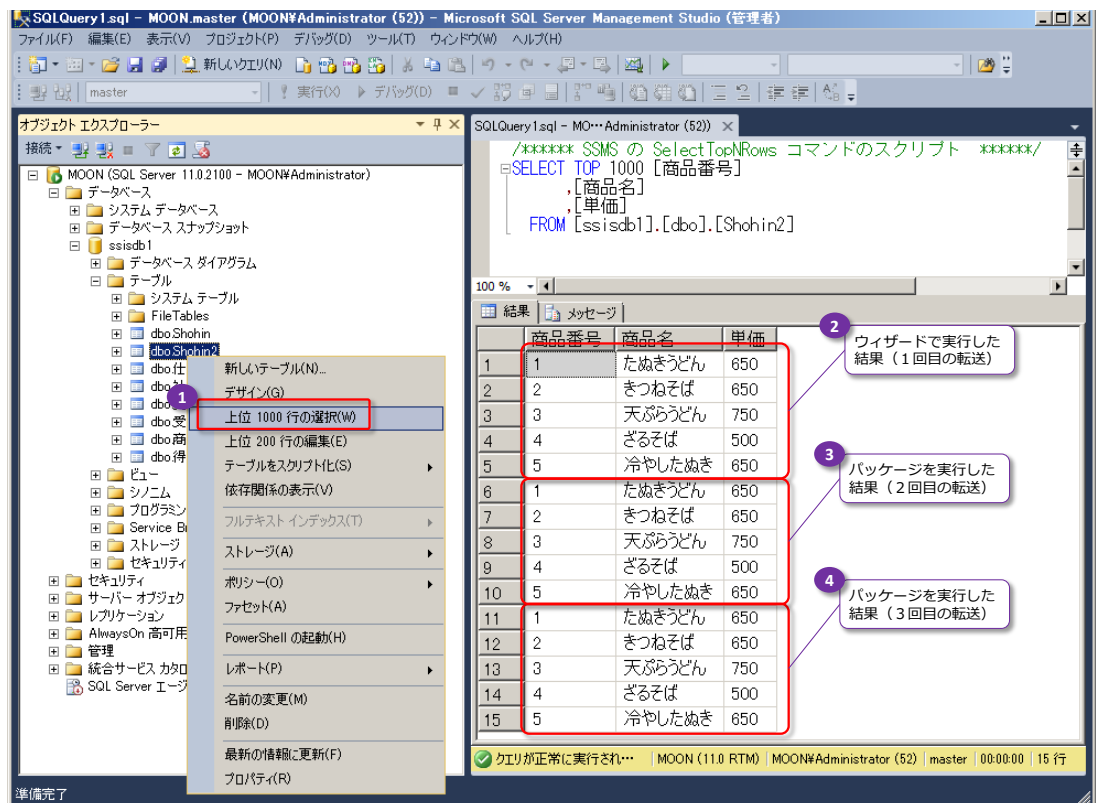 SQLQuery1.sql - MOON.master (MOON¥Administrator (52)) - Microsoft SQL Server Management Studio (管理者)
ファイル(F) 編集(E) 表示(V) プロジェクト(P) デバッグ(D) ツール(T) ウィンドウ(W) ヘルプ(H)
新しいクエリ(N)
master 実行(X) デバッグ(D)
オブジェクト エクスプローラー
接続
MOON (SQL Server 11.0.2100 - MOON¥Administrator)
データベース
システム データベース
データベース スナップショット
ssisdb1
データベース ダイアグラム
テーブル
システム テーブル
FileTables
dbo.Shohin
dbo.Shohin2
dbo.仕
dbo.
dbo.
dbo.受
dbo.商
dbo.得
ビュー
シノニム
プログラミン
Service B
ストレージ
セキュリティ
セキュリティ
サーバー オブジェク
レプリケーション
AlwaysOn 高可用
管理
統合サービス カタロ
SQL Server エージ
1
新しいテーブル(N)...
デザイン(G)
上位 1000 行の選択(W)
上位 200 行の編集(E)
テーブルをスクリプト化(S)
依存関係の表示(V)
フルテキスト インデックス(T)
ストレージ(A)
ポリシー(O)
ファセット(A)
PowerShell の起動(H)
レポート(P)
名前の変更(M)
削除(D)
最新の情報に更新(F)
プロパティ(R)
SQLQuery1.sql - MO…Administrator (52))
/****** SSMS の SelectTopNRows コマンドのスクリプト ******/
SELECT TOP 1000 [商品番号]
,[商品名]
,[単価]
FROM [ssisdb1].[dbo].[Shohin2]
100 %
結果 メッセージ
商品番号 商品名 単価
1 1 たぬきうどん 650
2 2 きつねそば 650
3 3 天ぷらうどん 750
4 4 ざるそば 500
5 5 冷やしたぬき 650
6 1 たぬきうどん 650
7 2 きつねそば 650
8 3 天ぷらうどん 750
9 4 ざるそば 500
10 5 冷やしたぬき 650
11 1 たぬきうどん 650
12 2 きつねそば 650
13 3 天ぷらうどん 750
14 4 ざるそば 500
15 5 冷やしたぬき 650
2
ウィザードで実行した
結果（1回目の転送）
3
パッケージを実行した
結果（2回目の転送）
4
パッケージを実行した
結果（3回目の転送）
クエリが正常に実行され… MOON (11.0 RTM) MOON¥Administrator (52) master 00:00:00 15 行
準備完了